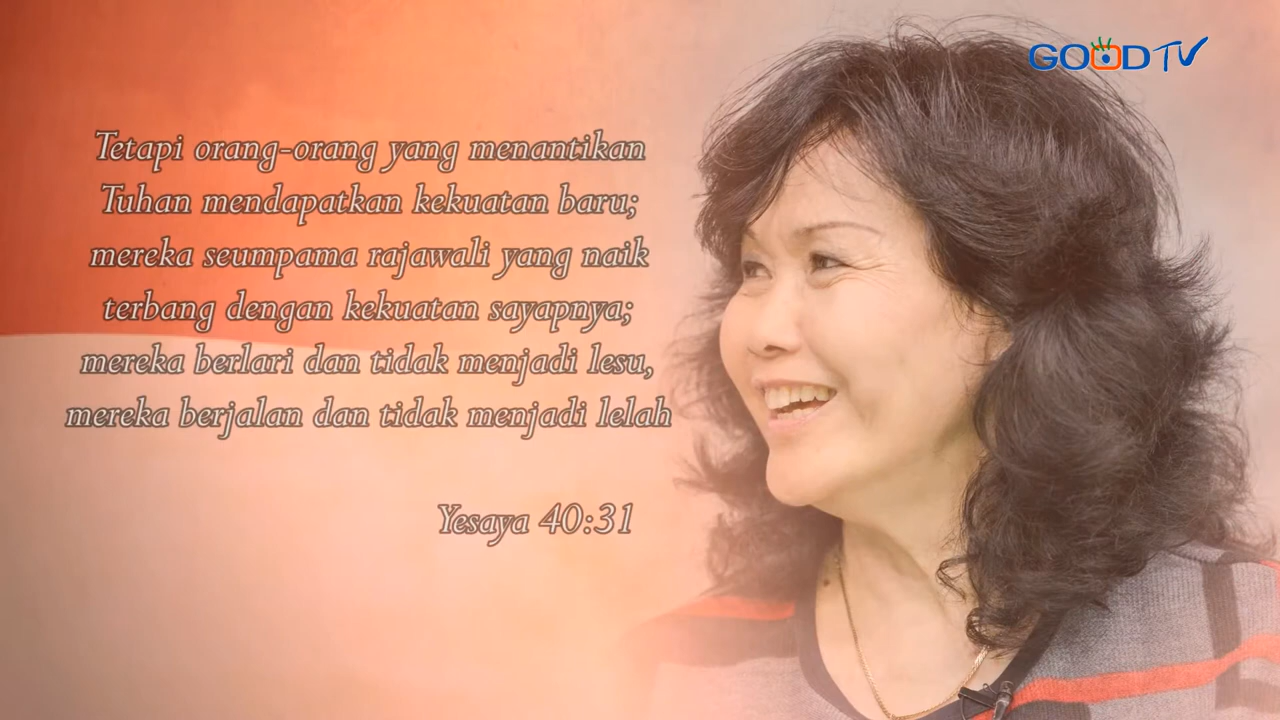 GOODTV
Tetapi orang-orang yang menantikan
Tuhan mendapatkan kekuatan baru;
mereka seumpama rajawali yang naik
terbang dengan kekuatan sayapnya;
mereka berlari dan tidak menjadi lesu,
mereka berjalan dan tidak menjadi lelah
Yesaya 40:31